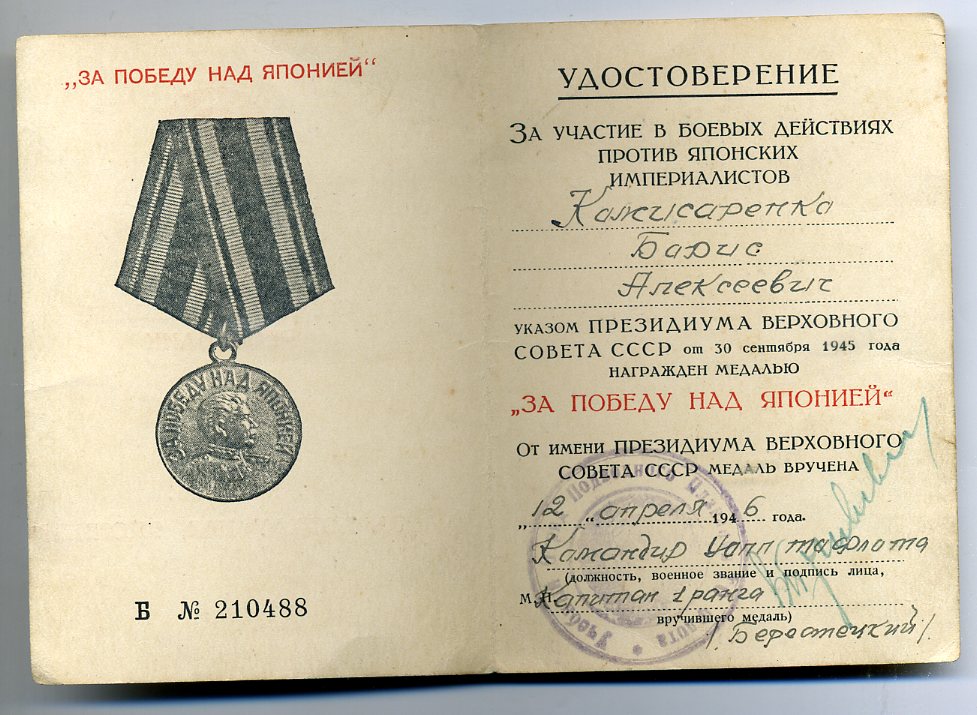 „ЗА ПОБЕДУ НАД ЯПОНИЕЙ“
ЗА ПОБЕДУ НАД ЯПОНИЕЙ
Б № 210488
УДОСТОВЕРЕНИЕ
ЗА УЧАСТИЕ В БОЕВЫХ ДЕЙСТВИЯХ
ПРОТИВ ЯПОНСКИХ
ИМПЕРИАЛИСТОВ
Комисаренко
Борис
Алексеевич
УКАЗОМ ПРЕЗИДИУМА ВЕРХОВНОГО
СОВЕТА СССР от 30 сентября 1945 года
НАГРАЖДЕН МЕДАЛЬЮ
„ЗА ПОБЕДУ НАД ЯПОНИЕЙ“
ОТ ИМЕНИ ПРЕЗИДИУМА ВЕРХОВНОГО
СОВЕТА СССР МЕДАЛЬ ВРУЧЕНА
„12“ апреля 1946 года.
Командир
(должность, военное звание и подпись лица,
М.П. Капитан 1 ранга
вручившего медаль)
/Берестецкий/.